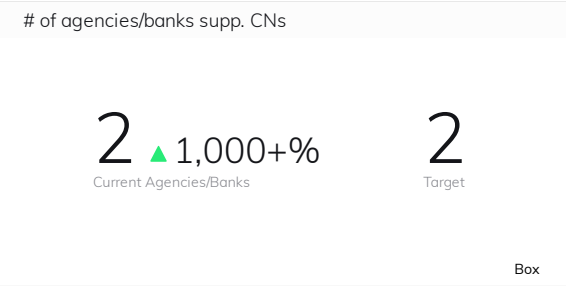 # of agencies/banks supp. CNs
2 ▲ 1,000+% 2
Current Agencies/Banks Target
Box